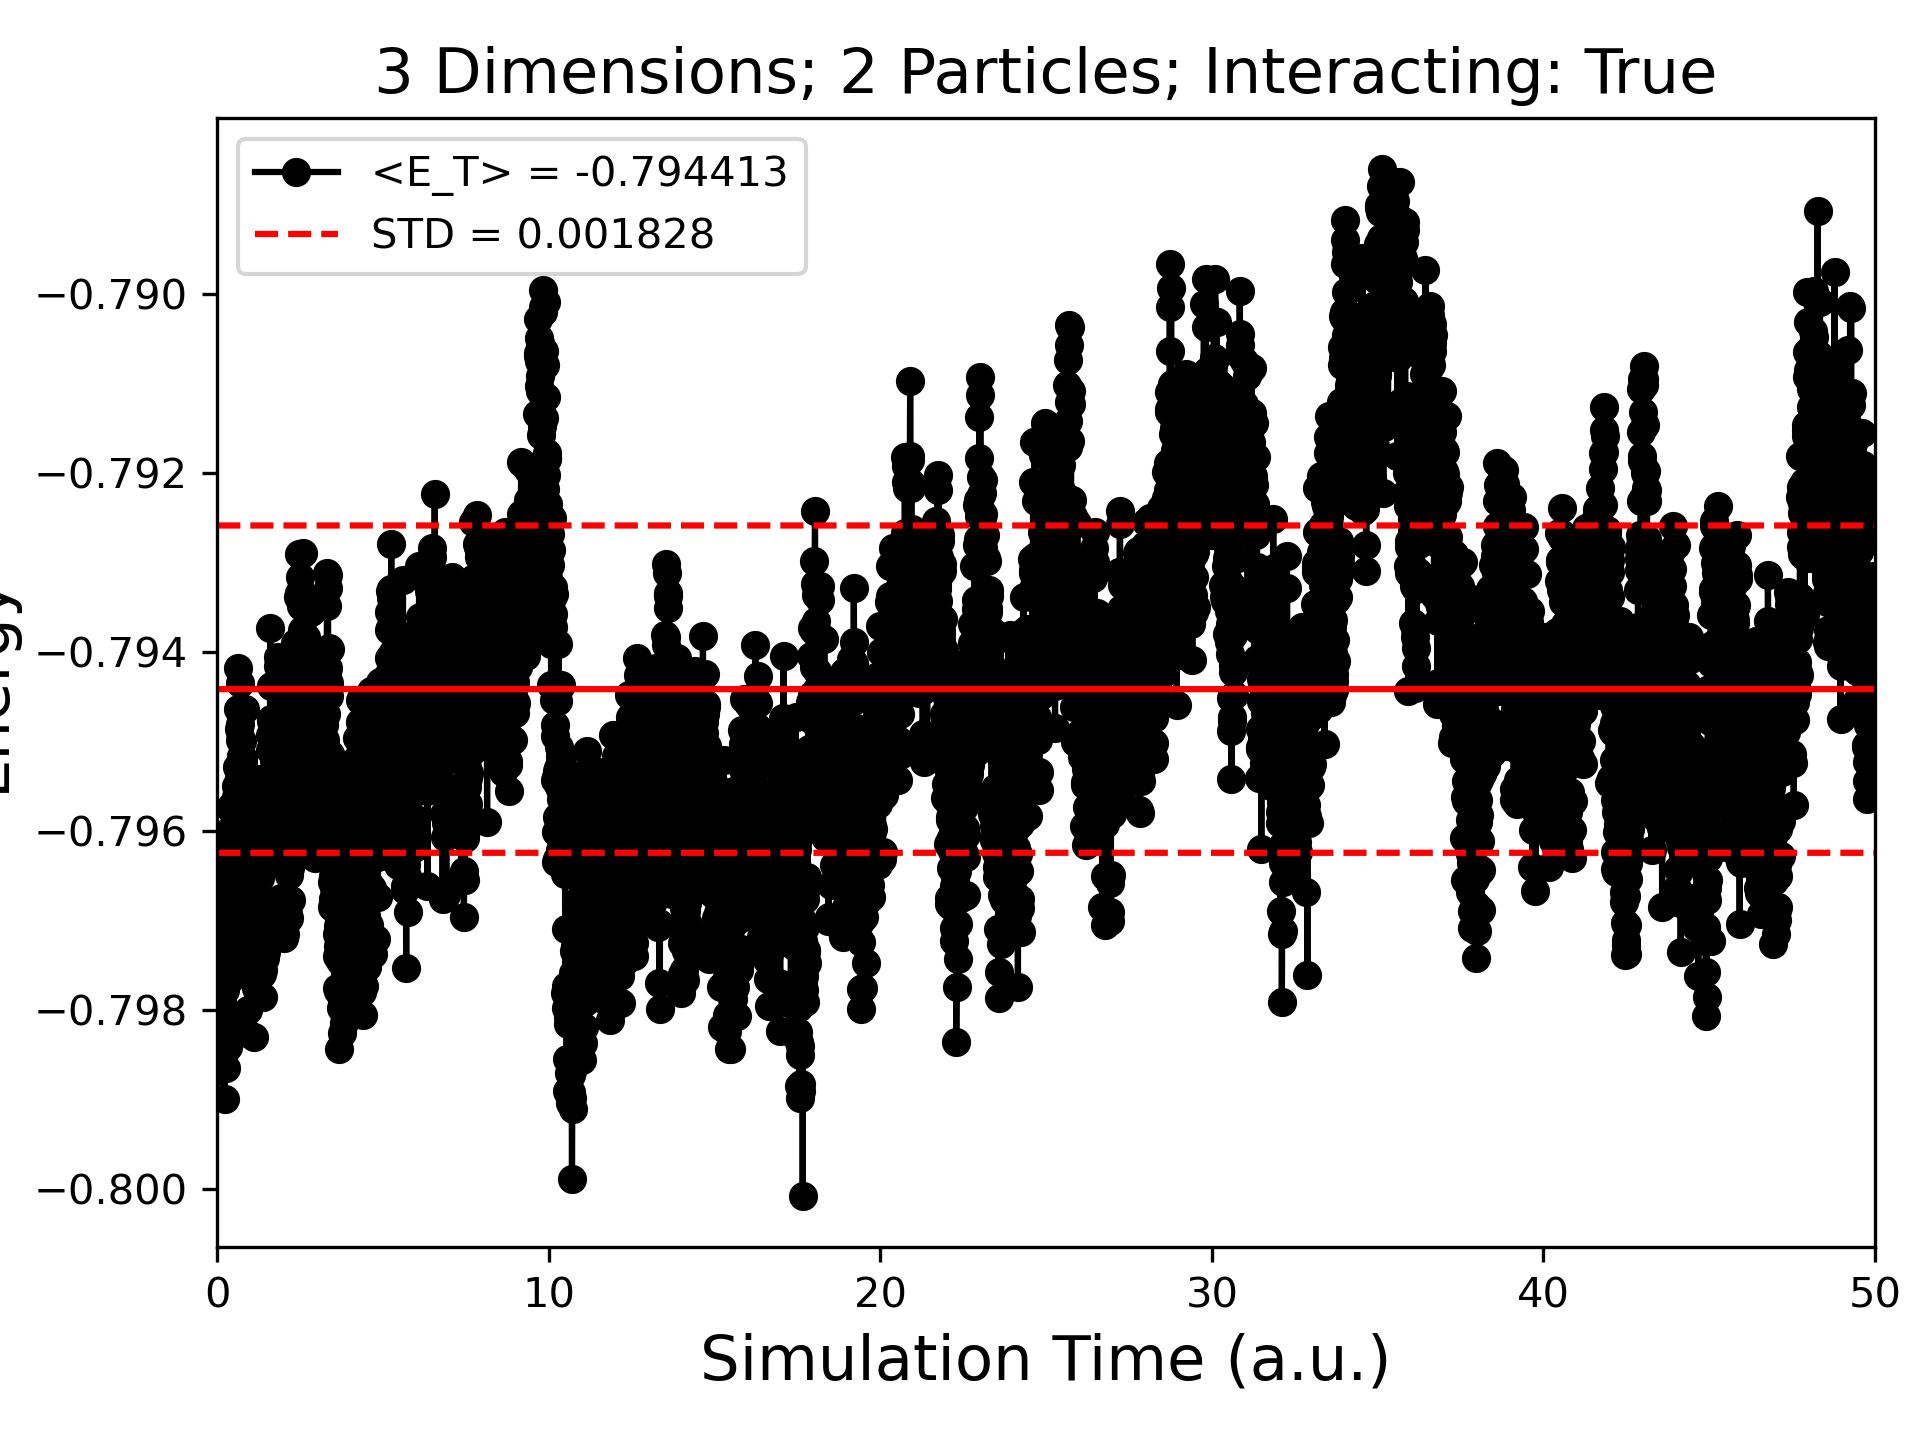 3 Dimensions; 2 Particles; Interacting: True
<E_T> = -0.794413
STD = 0.001828
−0.790
−0.792
−0.794
−0.796
−0.798
−0.800
Energy
0 10 20 30 40 50
Simulation Time (a.u.)